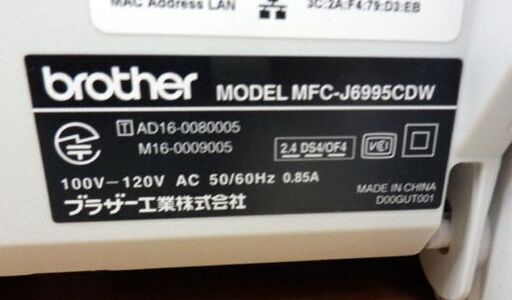 MAC Address LAN 3C:2A:F4:79:D3:EB
brother MODEL MFC-J6995CDW
T AD16-0080005
M16-0009005
2.4 DS4/OF4 VCI
100V-120V AC 50/60Hz 0.85A
ブラザー工業株式会社
MADE IN CHINA
D00GUT001